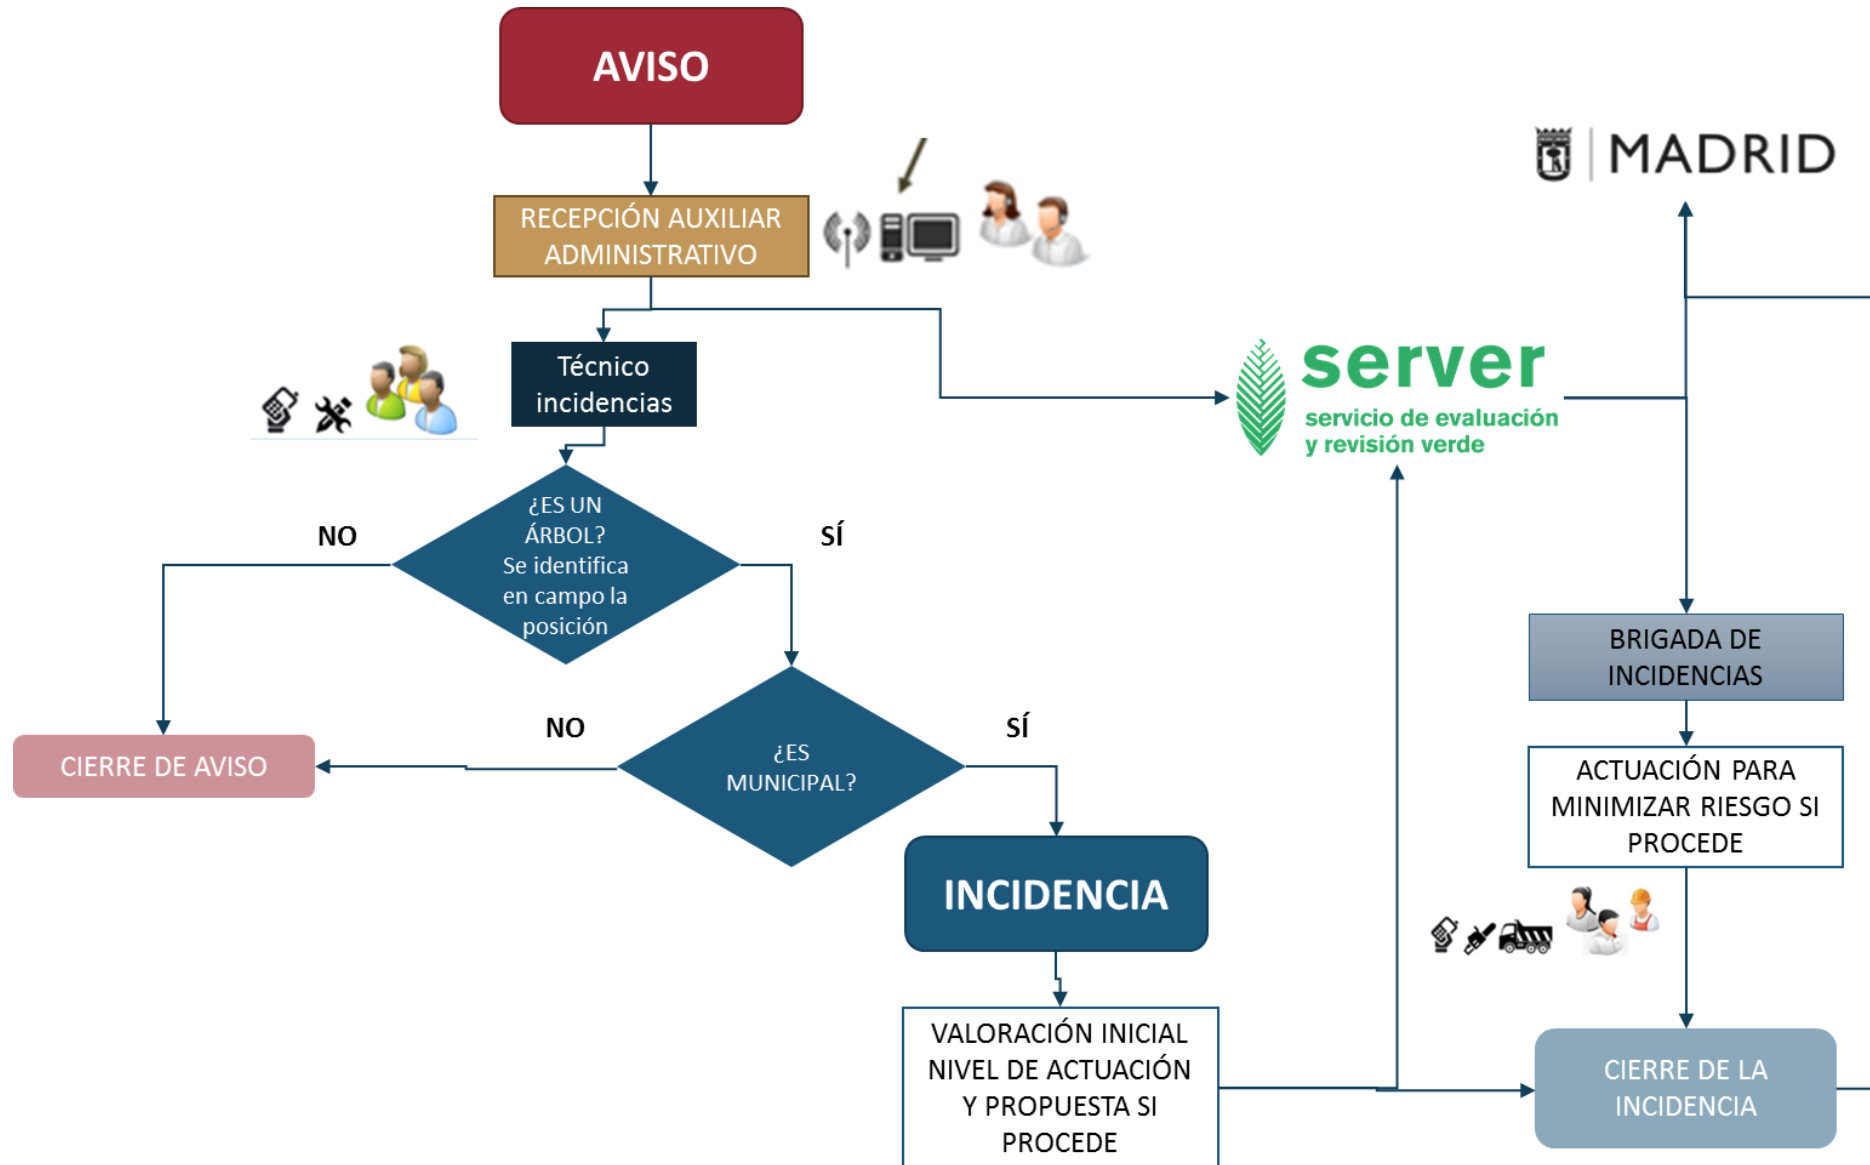 AVISO
MADRID
RECEPCIÓN AUXILIAR
ADMINISTRATIVO
Técnico
incidencias
server
servicio de evaluación
y revisión verde
¿ES UN
ÁRBOL?
Se identifica
en campo la
posición
NO
SÍ
BRIGADA DE
INCIDENCIAS
NO
SÍ
¿ES
MUNICIPAL?
CIERRE DE AVISO
ACTUACIÓN PARA
MINIMIZAR RIESGO SI
PROCEDE
INCIDENCIA
VALORACIÓN INICIAL
NIVEL DE ACTUACIÓN
Y PROPUESTA SI
PROCEDE
CIERRE DE LA
INCIDENCIA